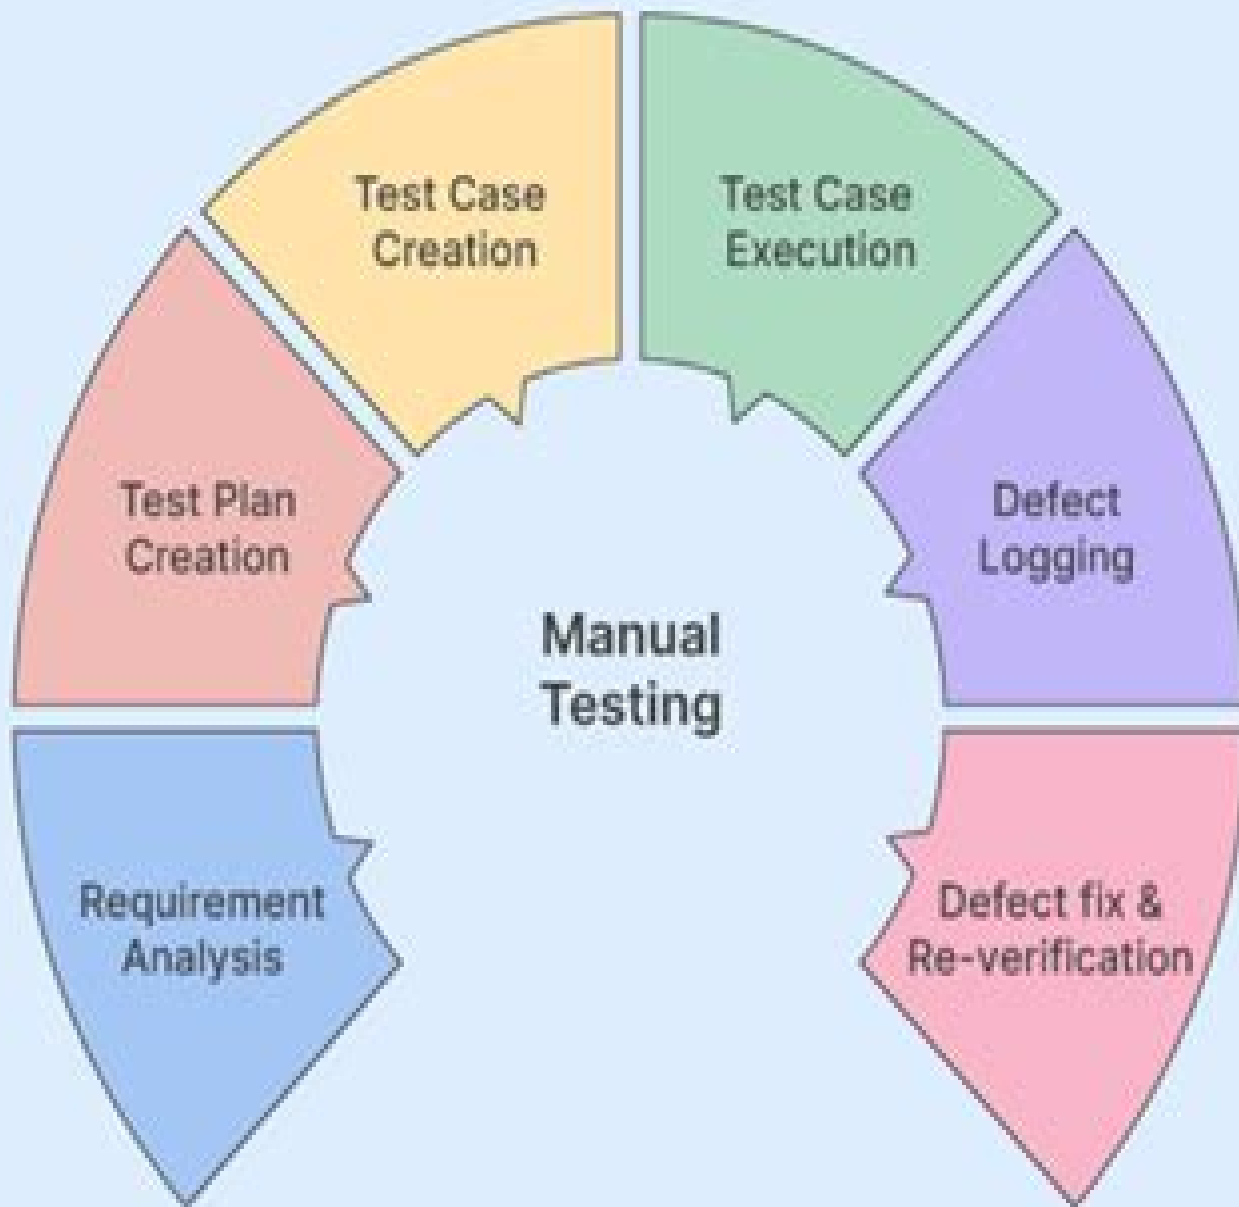 Test Case
Creation
Test Case
Execution
Test Plan
Creation
Defect
Logging
Manual
Testing
Requirement
Analysis
Defect fix &
Re-verification